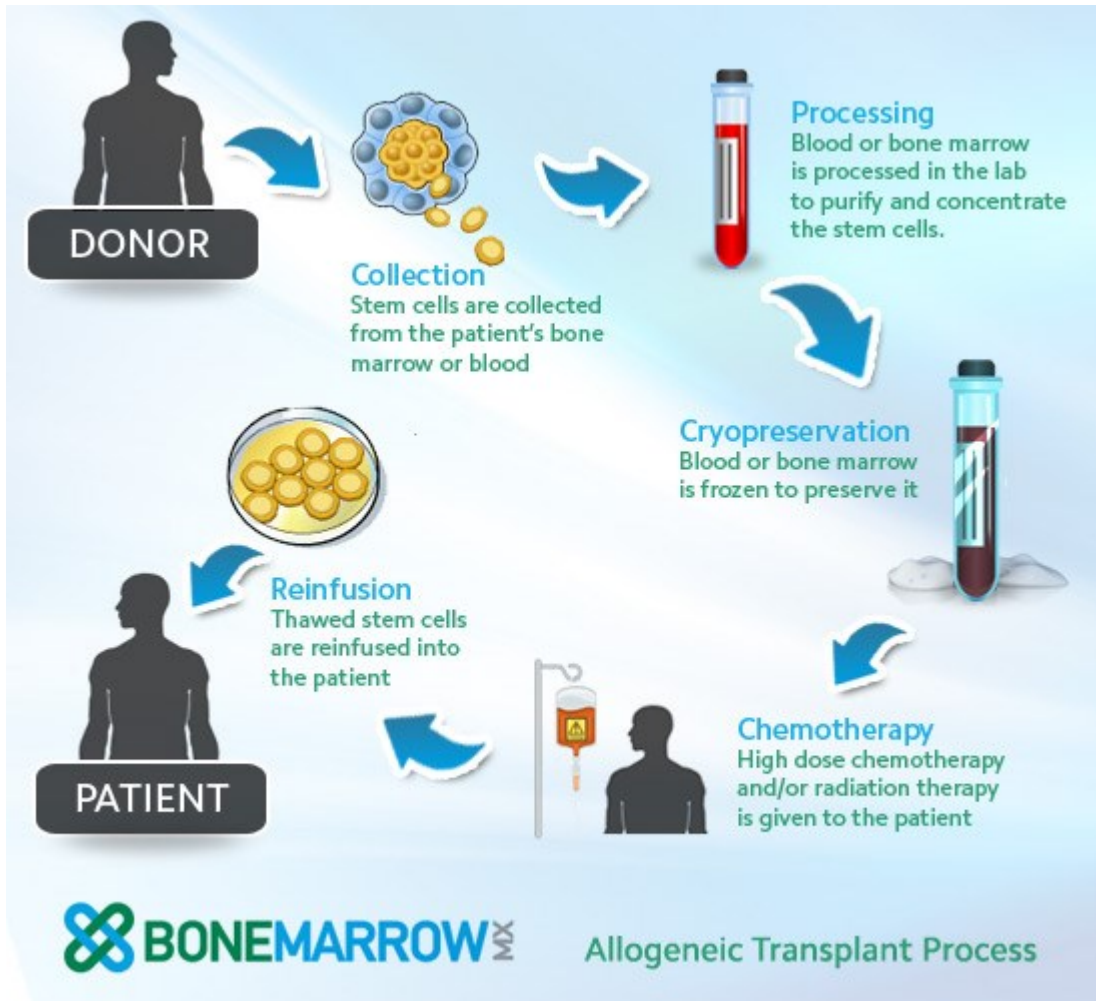 DONOR
Collection
Stem cells are collected
from the patient's bone
marrow or blood
Processing
Blood or bone marrow
is processed in the lab
to purify and concentrate
the stem cells.
Cryopreservation
Blood or bone marrow
is frozen to preserve it
Chemotherapy
High dose chemotherapy
and/or radiation therapy
is given to the patient
Reinfusion
Thawed stem cells
are reinfused into
the patient
PATIENT
BONEMARROW MX
Allogeneic Transplant Process